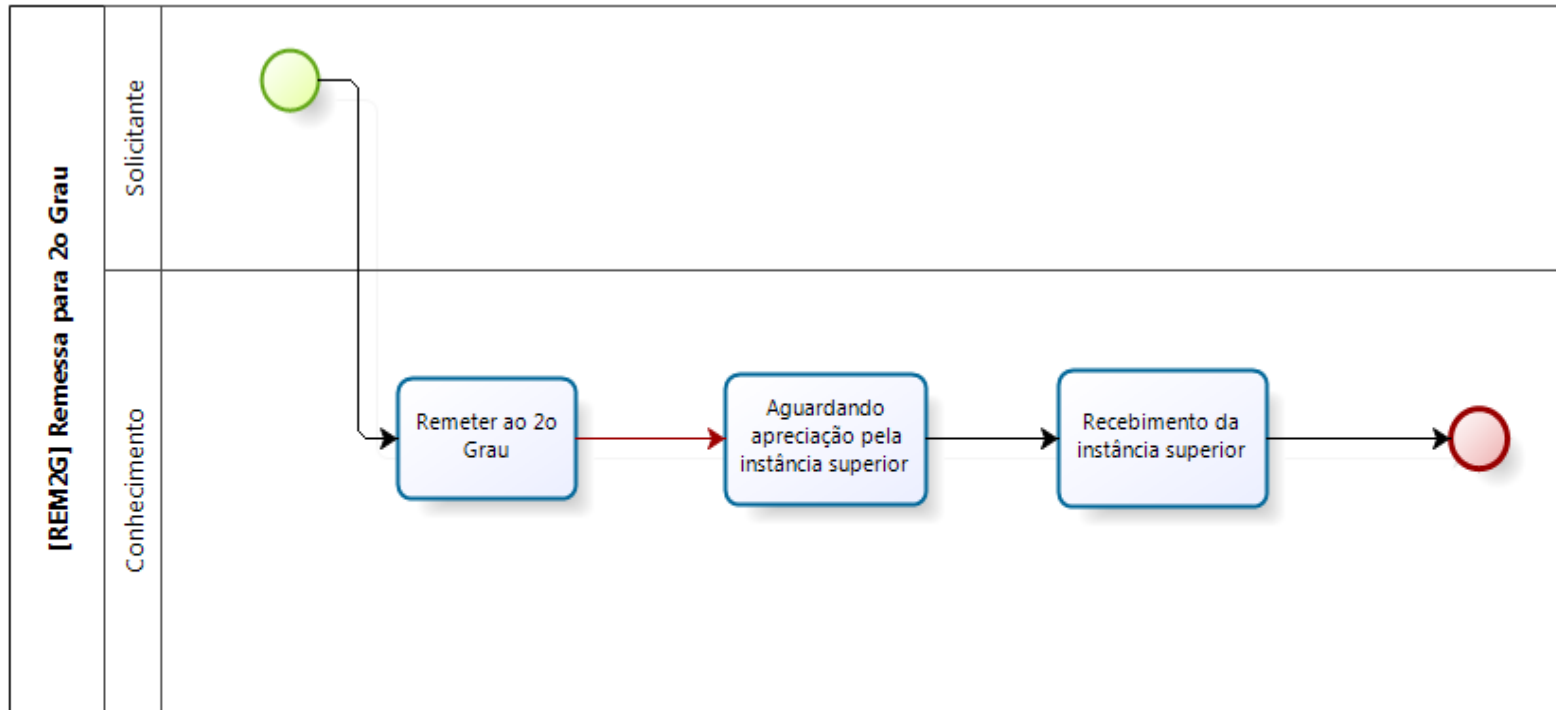 [REM2G] Remessa para 2o Grau
Solicitante
Conhecimento
Remeter ao 2o
Grau
Aguardando
apreciação pela
instância superior
Recebimento da
instância superior